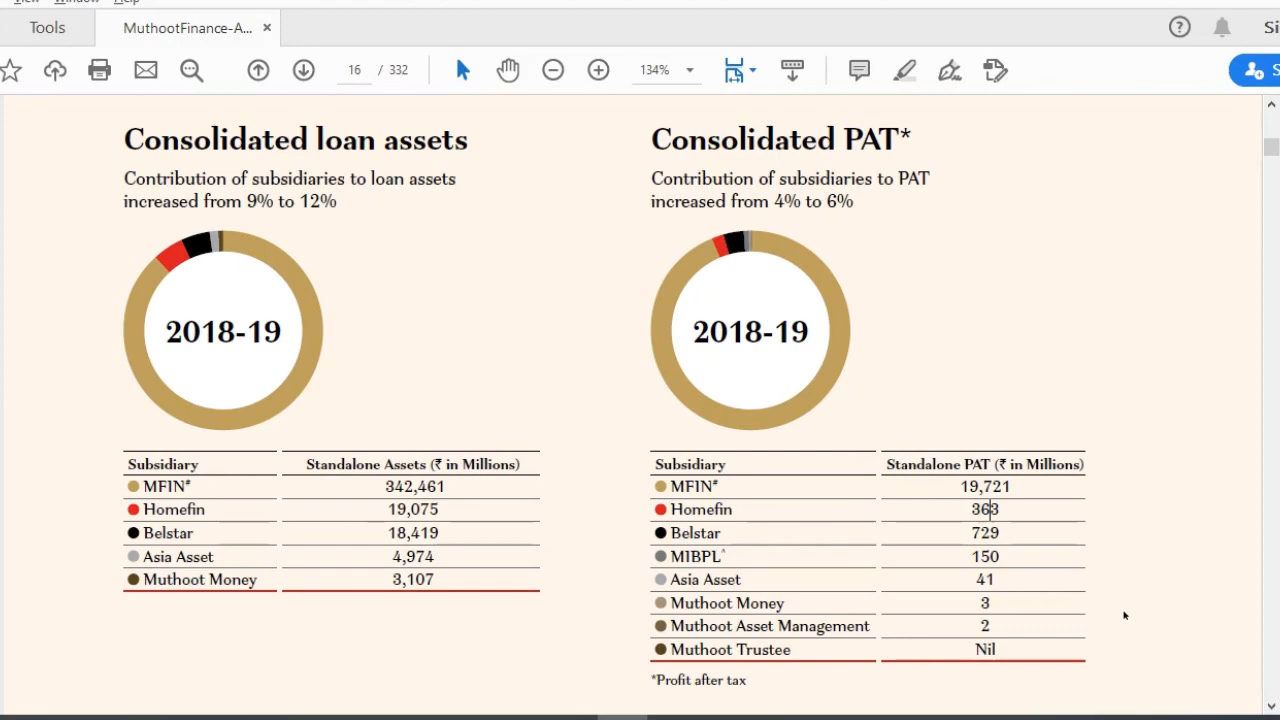 View Window Help
Tools
MuthootFinance-A... ×
16 / 332
134%
Consolidated loan assets
Contribution of subsidiaries to loan assets
increased from 9% to 12%
2018-19
Subsidiary Standalone Assets (₹ in Millions)
MFIN# 342,461
Homefin 19,075
Belstar 18,419
Asia Asset 4,974
Muthoot Money 3,107
Consolidated PAT*
Contribution of subsidiaries to PAT
increased from 4% to 6%
2018-19
Subsidiary Standalone PAT (₹ in Millions)
MFIN# 19,721
Homefin 363
Belstar 729
MIBPL^ 150
Asia Asset 41
Muthoot Money 3
Muthoot Asset Management 2
Muthoot Trustee Nil
*Profit after tax